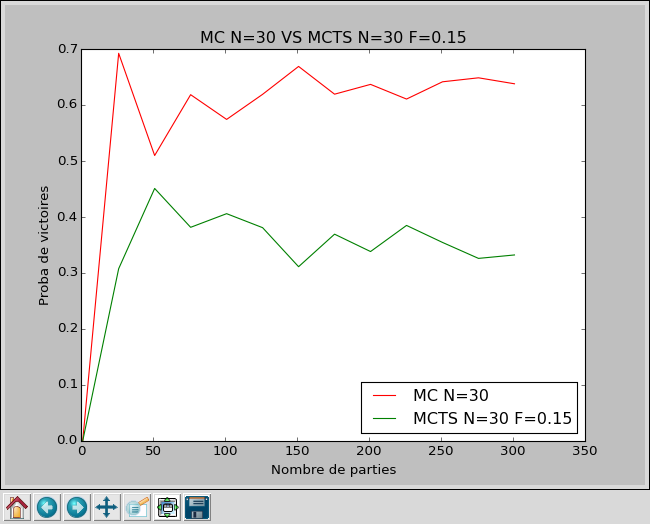 MC N=30 VS MCTS N=30 F=0.15
0.7
0.6
0.5
0.4
0.3
0.2
0.1
0.0
Proba de victoires
MC N=30
MCTS N=30 F=0.15
0 50 100 150 200 250 300 350
Nombre de parties